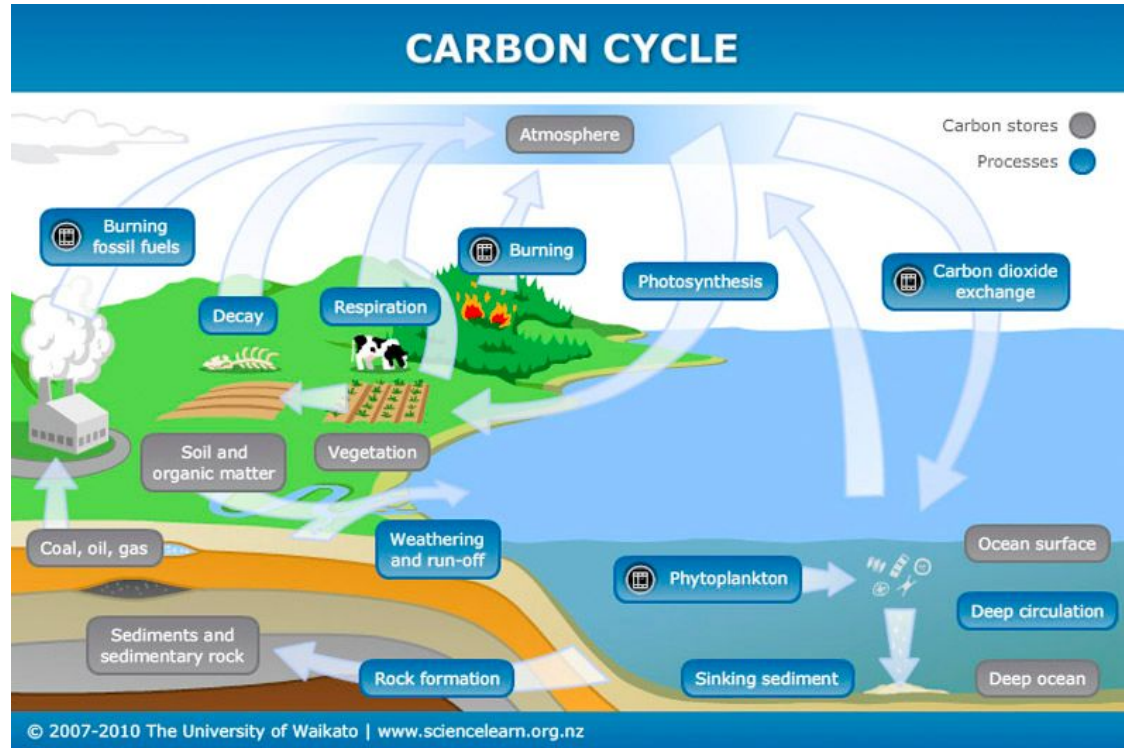 CARBON CYCLE
Atmosphere
Carbon stores
Processes
Burning
fossil fuels
Burning
Photosynthesis
Carbon dioxide
exchange
Decay
Respiration
Soil and
organic matter
Vegetation
Coal, oil, gas
Weathering
and run-off
Ocean surface
Phytoplankton
Deep circulation
Sediments and
sedimentary rock
Rock formation
Sinking sediment
Deep ocean
© 2007-2010 The University of Waikato | www.sciencelearn.org.nz